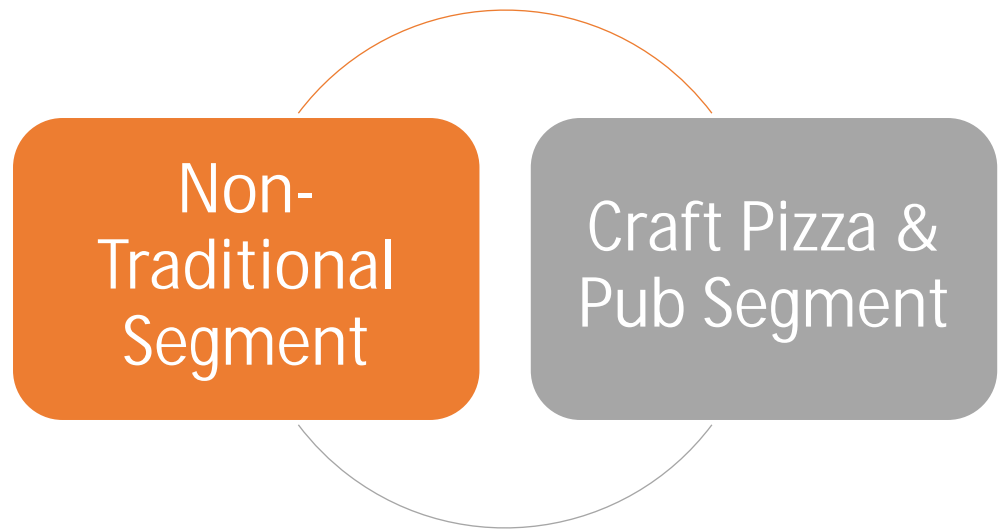 Non-
Traditional
Segment
Craft Pizza &
Pub Segment